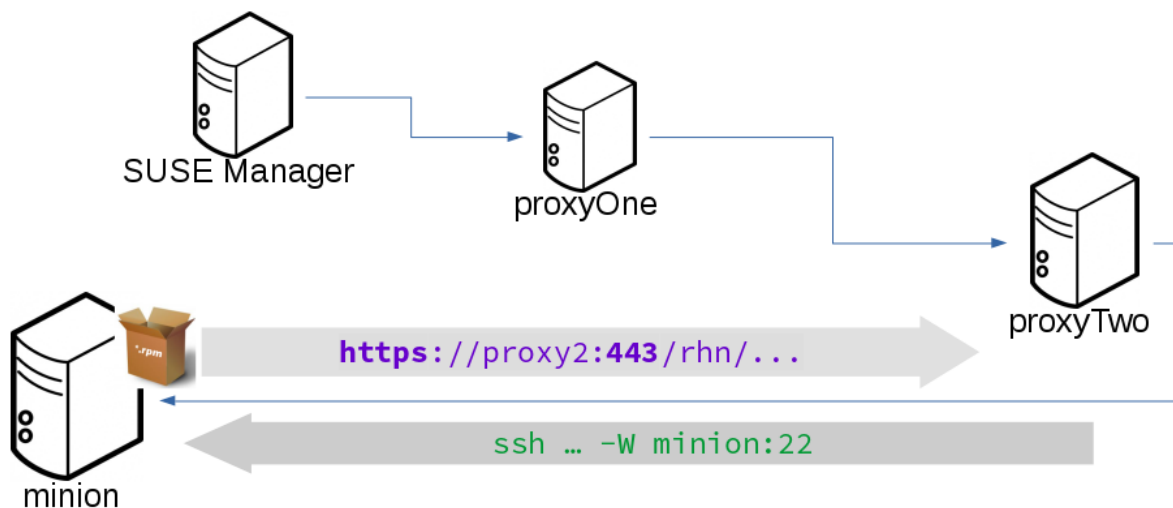 SUSE Manager
proxyOne
proxyTwo
*.rpm
https://proxy2:443/rhn/...
ssh … -W minion:22
minion